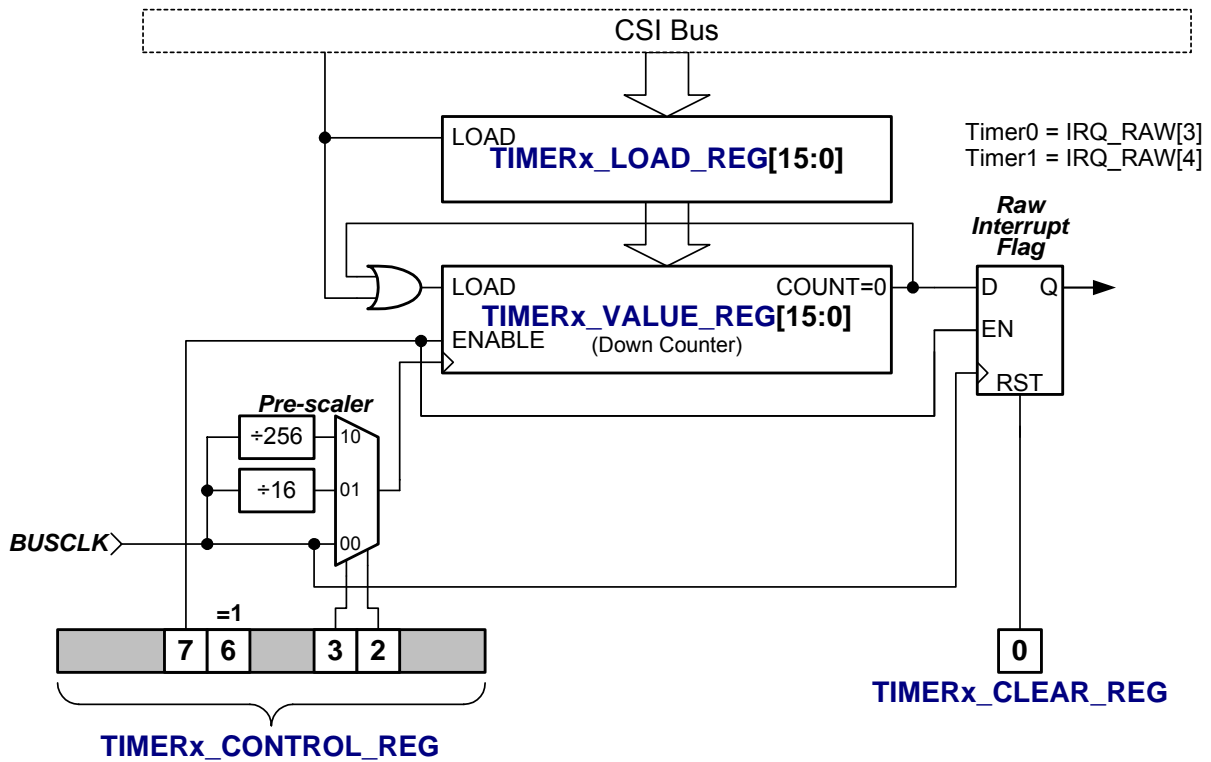 CSI Bus
LOAD
TIMERx_LOAD_REG[15:0]
Timer0 = IRQ_RAW[3]
Timer1 = IRQ_RAW[4]
Raw
Interrupt
Flag
LOAD
COUNT=0
TIMERx_VALUE_REG[15:0]
ENABLE
(Down Counter)
D
Q
EN
RST
Pre-scaler
÷256
10
÷16
01
BUSCLK
00
=1
7
6
3
2
0
TIMERx_CLEAR_REG
TIMERx_CONTROL_REG